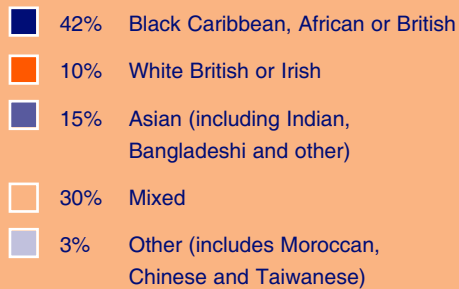 42% Black Caribbean, African or British
10% White British or Irish
15% Asian (including Indian,
Bangladeshi and other)
30% Mixed
3% Other (includes Moroccan,
Chinese and Taiwanese)